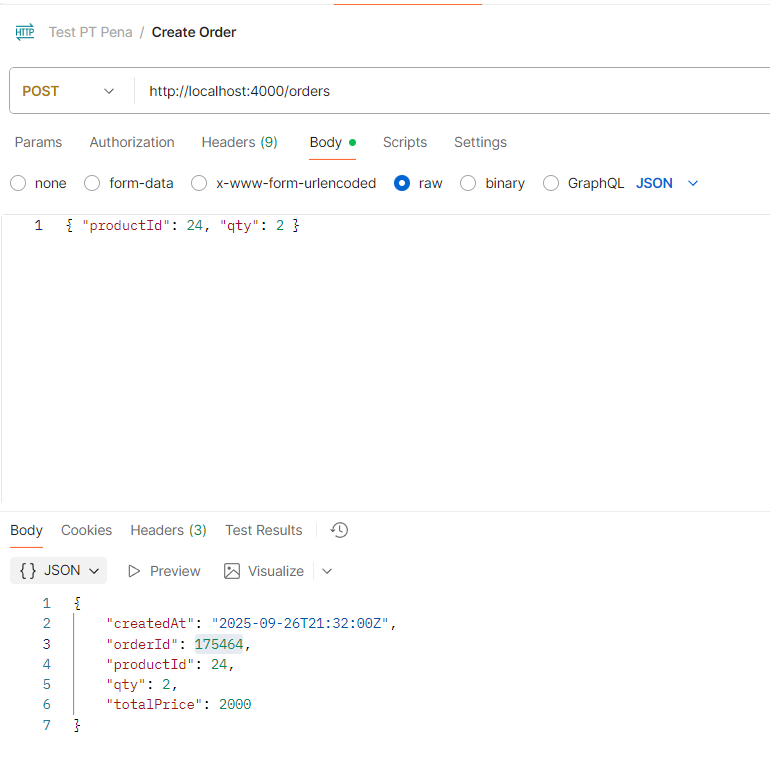 HTTP Test PT Pena / Create Order
POST http://localhost:4000/orders
Params Authorization Headers (9) Body Scripts Settings
none form-data x-www-form-urlencoded raw binary GraphQL JSON
1 { "productId": 24, "qty": 2 }
Body Cookies Headers (3) Test Results
{} JSON Preview Visualize
1 {
2 "createdAt": "2025-09-26T21:32:00Z",
3 "orderId": 175464,
4 "productId": 24,
5 "qty": 2,
6 "totalPrice": 2000
7 }